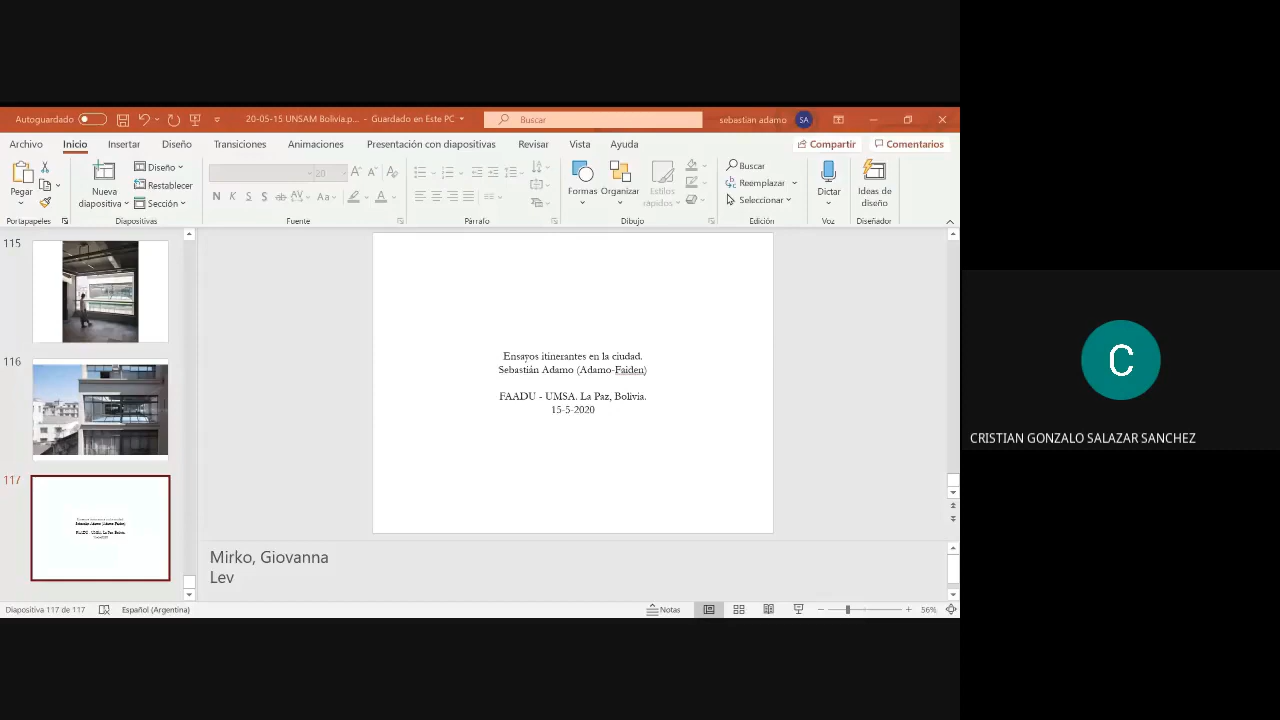 Autoguardado
20-05-15 UNSAM Bolivia.p... - Guardado en Este PC
Buscar
sebastian adamo
SA
Archivo Inicio Insertar Diseño Transiciones Animaciones Presentación con diapositivas Revisar Vista Ayuda
Compartir
Comentarios
Pegar
Nueva diapositiva
Diseño
Restablecer
Sección
20
N K S S ab AV Aa A
Formas
Organizar
Estilos rápidos
Buscar
Reemplazar
Seleccionar
Dictar
Ideas de diseño
Portapapeles
Diapositivas
Fuente
Párrafo
Dibujo
Edición
Voz
Diseñador
115
116
117
Ensayos itinerantes en la ciudad.
Sebastián Adamo (Adamo-Faiden)
FAADU - UMSA. La Paz, Bolivia.
15-5-2020
Mirko, Giovanna
Lev
Diapositiva 117 de 117
Español (Argentina)
Notas
56%
C
CRISTIAN GONZALO SALAZAR SANCHEZ